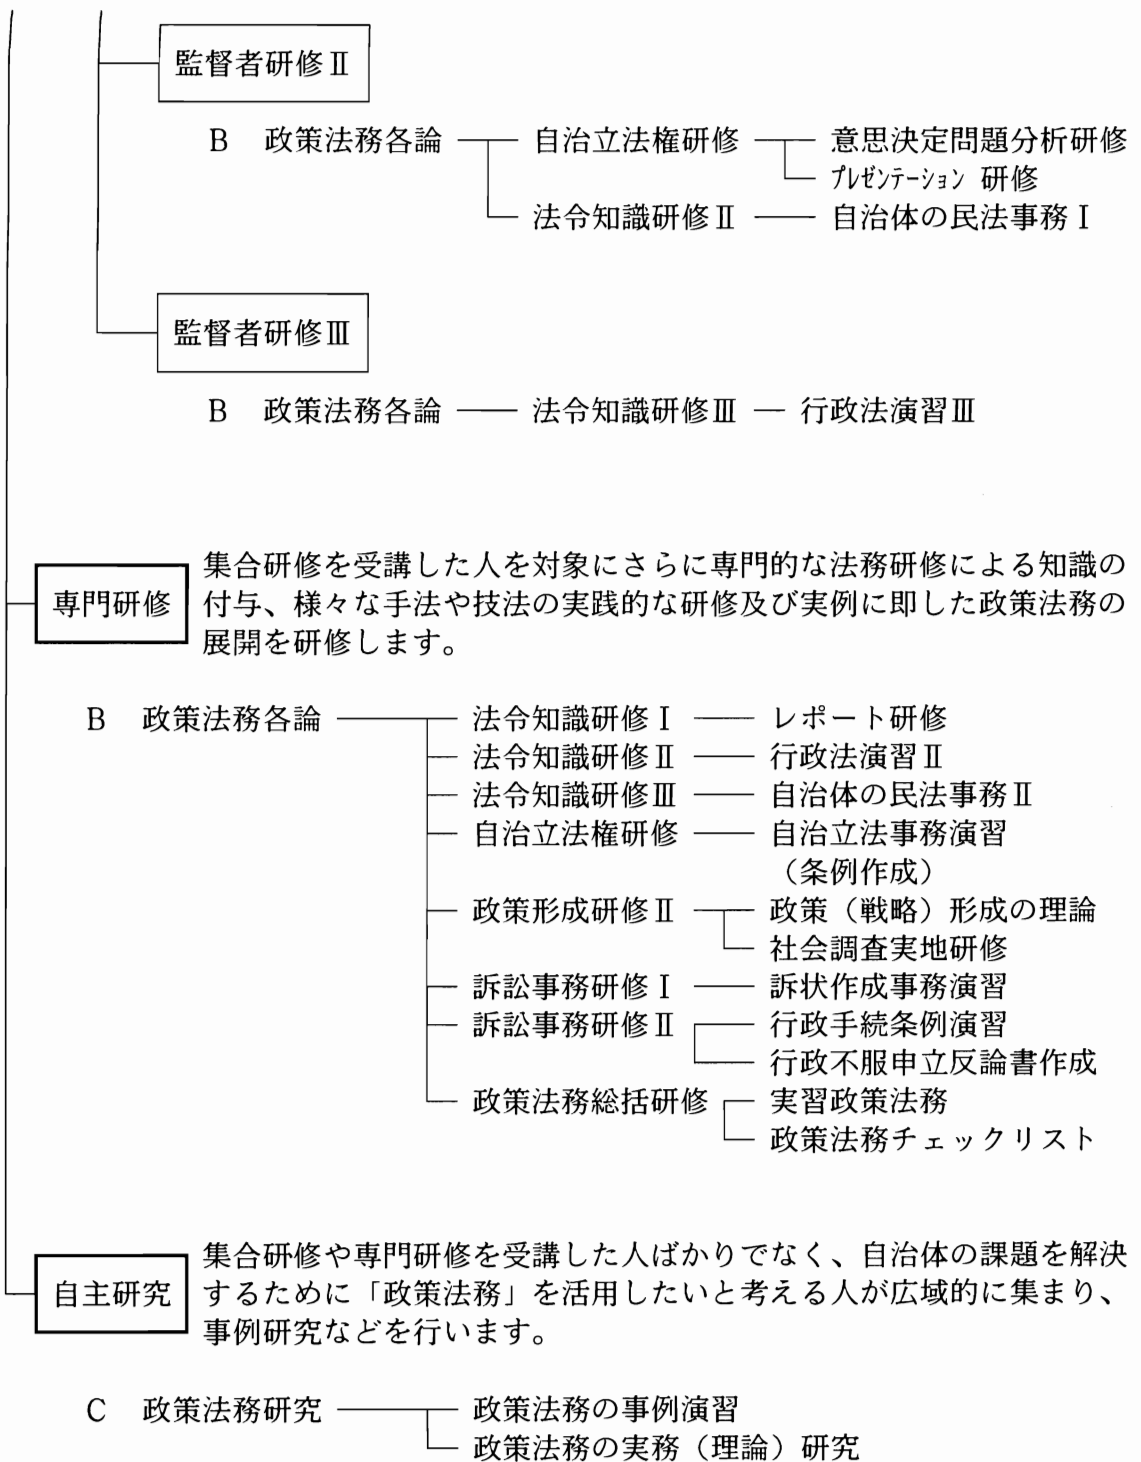 監督者研修Ⅱ
B 政策法務各論 自治立法権研修 意思決定問題分析研修
プレゼンテーション 研修
法令知識研修Ⅱ 自治体の民法事務Ⅰ
監督者研修Ⅲ
B 政策法務各論 法令知識研修Ⅲ 行政法演習Ⅲ
専門研修
集合研修を受講した人を対象にさらに専門的な法務研修による知識の
付与、様々な手法や技法の実践的な研修及び実例に即した政策法務の
展開を研修します。
B 政策法務各論 法令知識研修Ⅰ レポート研修
法令知識研修Ⅱ 行政法演習Ⅱ
法令知識研修Ⅲ 自治体の民法事務Ⅱ
自治立法権研修 自治立法事務演習
（条例作成）
政策形成研修Ⅱ 政策（戦略）形成の理論
社会調査実地研修
訴訟事務研修Ⅰ 訴状作成事務演習
訴訟事務研修Ⅱ 行政手続条例演習
行政不服申立反論書作成
政策法務総括研修 実習政策法務
政策法務チェックリスト
自主研究
集合研修や専門研修を受講した人ばかりでなく、自治体の課題を解決
するために「政策法務」を活用したいと考える人が広域的に集まり、
事例研究などを行います。
C 政策法務研究 政策法務の事例演習
政策法務の実務（理論）研究